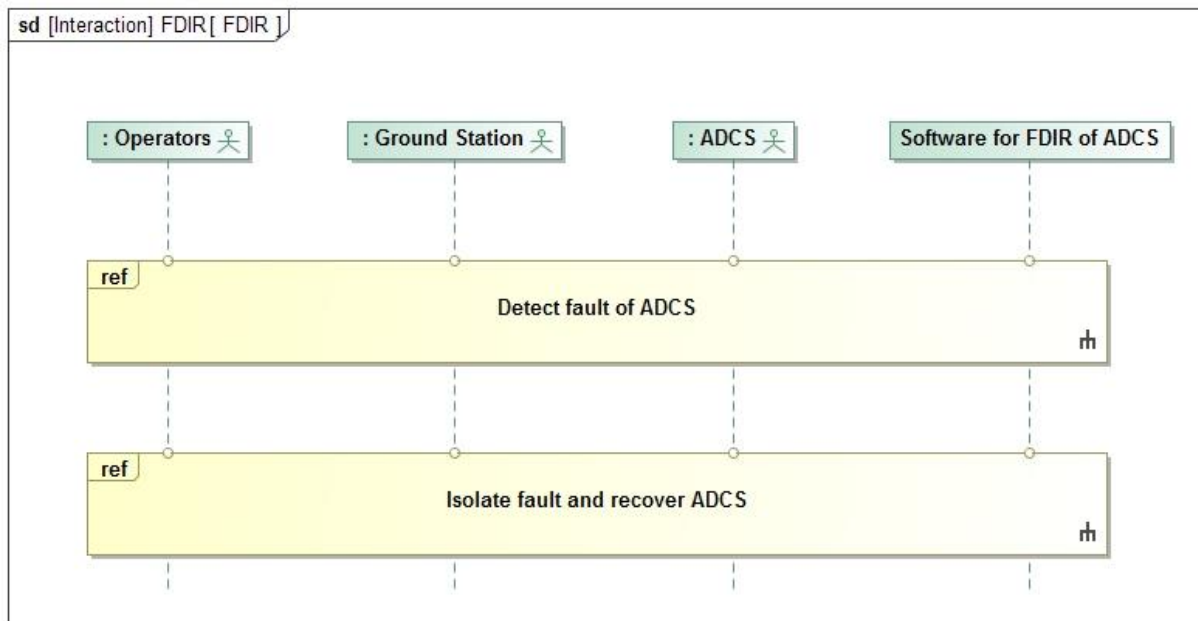 sd [Interaction] FDIR[ FDIR ]
: Operators
: Ground Station
: ADCS
Software for FDIR of ADCS
ref
Detect fault of ADCS
ref
Isolate fault and recover ADCS